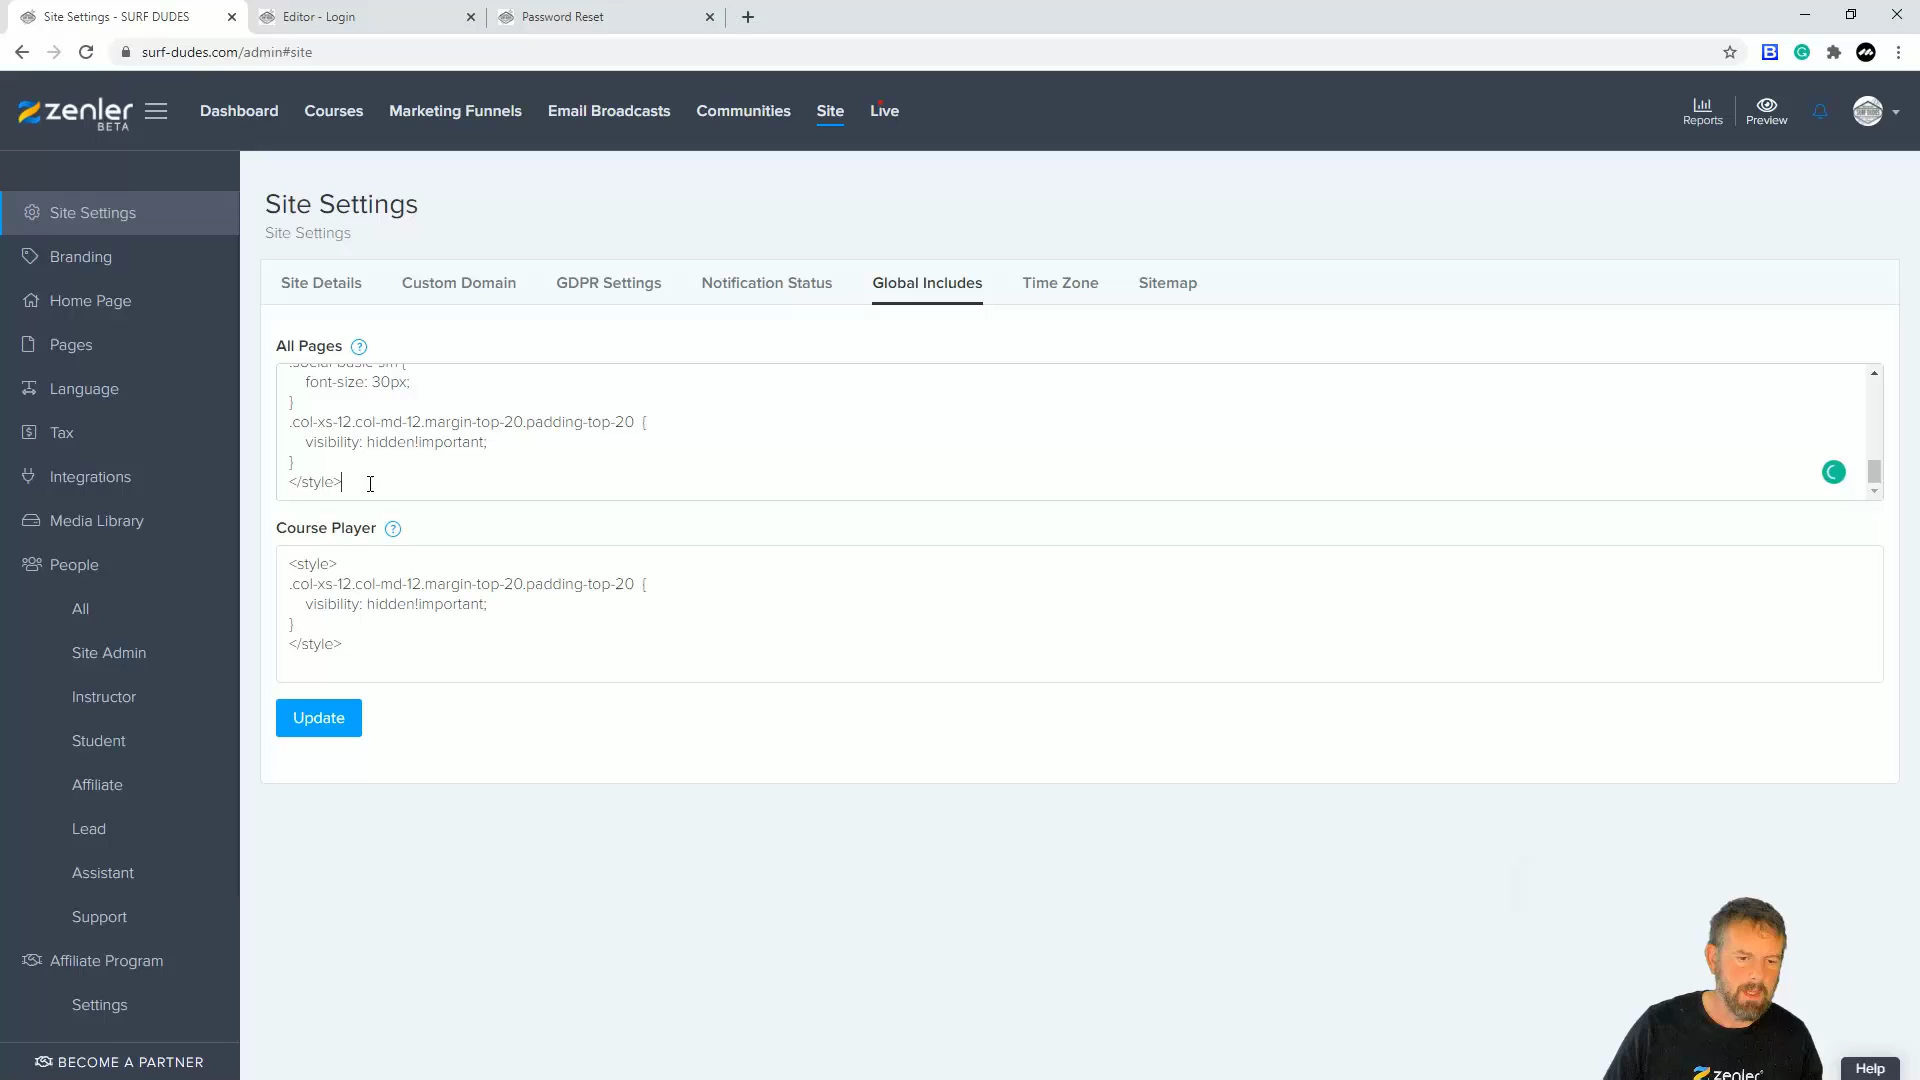 Site Settings - SURF DUDES
Editor - Login
Password Reset
surf-dudes.com/admin#site
zenler
BETA
Dashboard
Courses
Marketing Funnels
Email Broadcasts
Communities
Site
Live
Reports
Preview
Site Settings
Branding
Home Page
Pages
Language
Tax
Integrations
Media Library
People
All
Site Admin
Instructor
Student
Affiliate
Lead
Assistant
Support
Affiliate Program
Settings
BECOME A PARTNER
Site Settings
Site Settings
Site Details
Custom Domain
GDPR Settings
Notification Status
Global Includes
Time Zone
Sitemap
All Pages ?
.social-basic-sm {
font-size: 30px;
}
.col-xs-12.col-md-12.margin-top-20.padding-top-20 {
visibility: hidden!important;
}
</style>
Course Player ?
<style>
.col-xs-12.col-md-12.margin-top-20.padding-top-20 {
visibility: hidden!important;
}
</style>
Update
zenler
Help